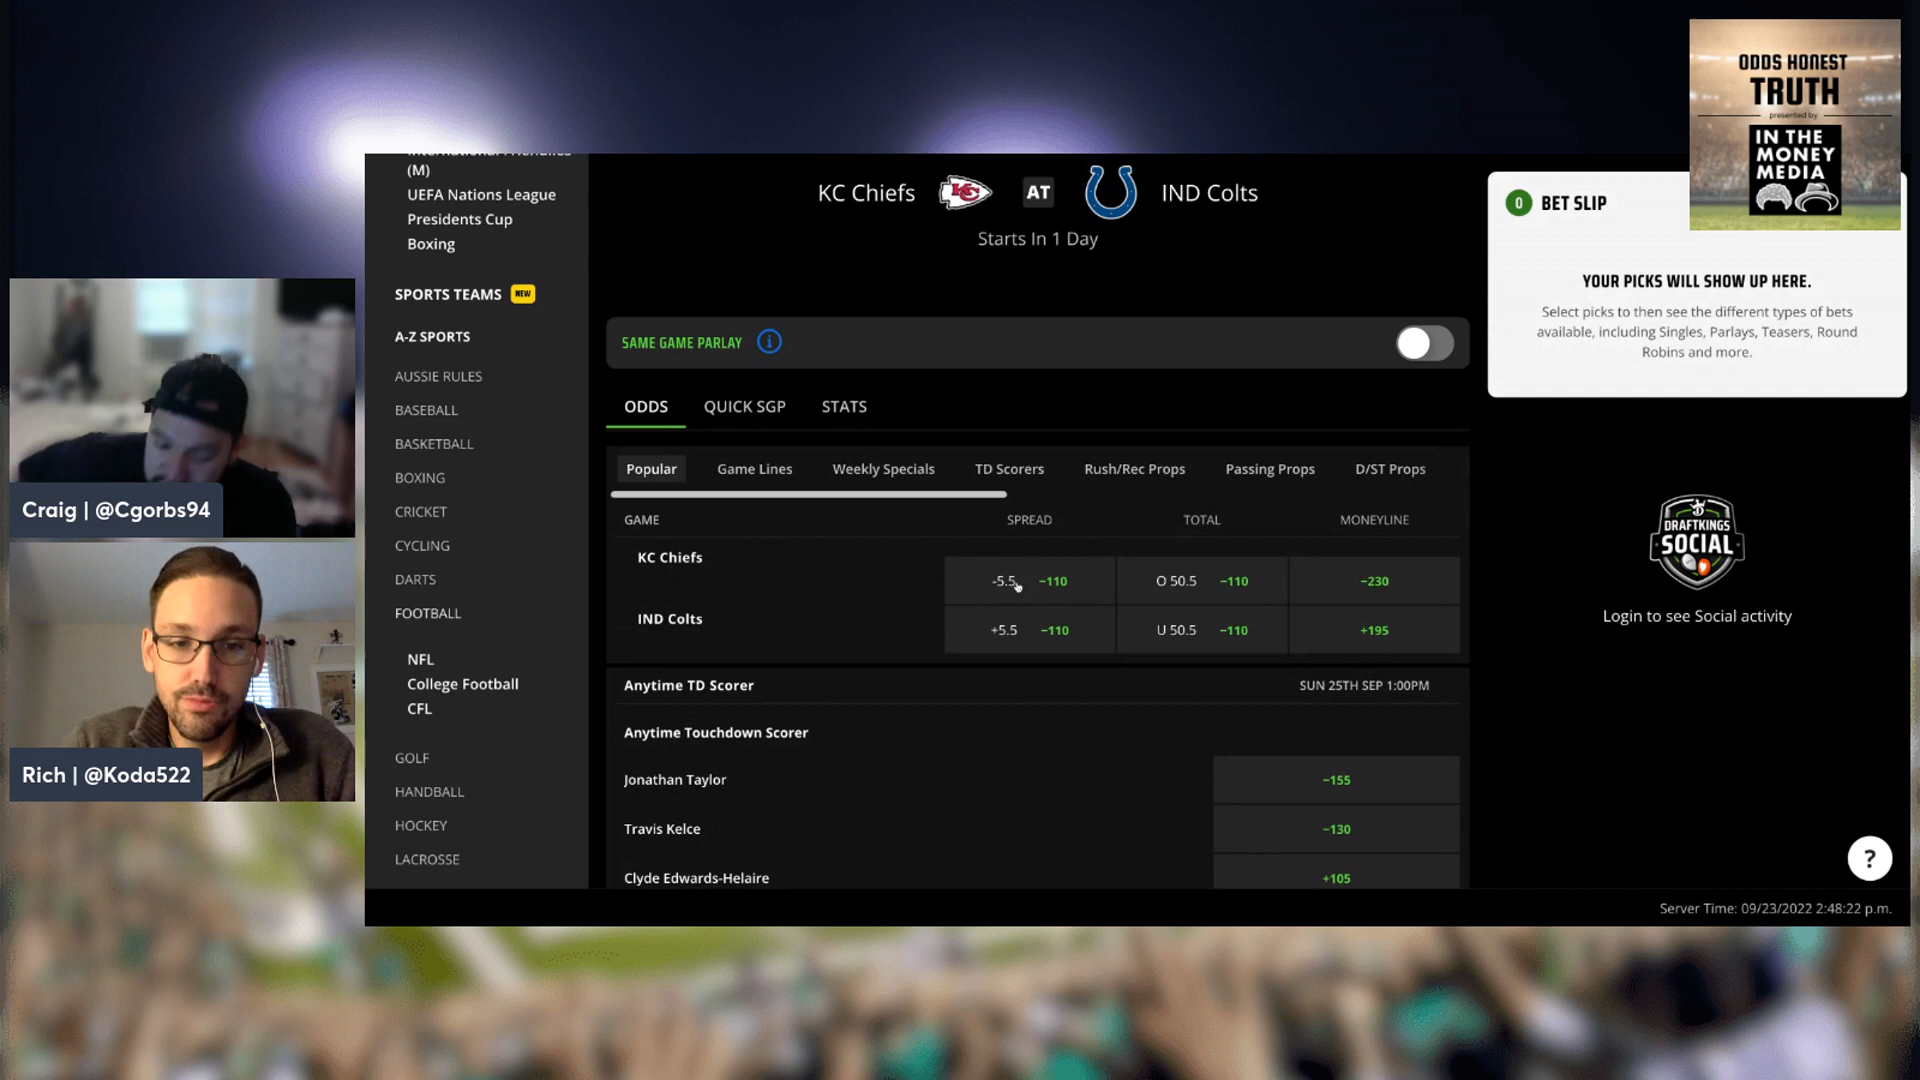 ODDS HONEST
TRUTH
presented by
IN THE
MONEY
MEDIA
International Friendlies
(M)
UEFA Nations League
Presidents Cup
Boxing
SPORTS TEAMS NEW
A-Z SPORTS
AUSSIE RULES
BASEBALL
BASKETBALL
BOXING
CRICKET
CYCLING
DARTS
FOOTBALL
NFL
College Football
CFL
GOLF
HANDBALL
HOCKEY
LACROSSE
KC Chiefs AT IND Colts
Starts In 1 Day
SAME GAME PARLAY i
ODDS QUICK SGP STATS
Popular Game Lines Weekly Specials TD Scorers Rush/Rec Props Passing Props D/ST Props
GAME SPREAD TOTAL MONEYLINE
KC Chiefs
-5.5 −110 O 50.5 −110 −230
IND Colts
+5.5 −110 U 50.5 −110 +195
Anytime TD Scorer SUN 25TH SEP 1:00PM
Anytime Touchdown Scorer
Jonathan Taylor −155
Travis Kelce −130
Clyde Edwards-Helaire +105
0 BET SLIP
YOUR PICKS WILL SHOW UP HERE.
Select picks to then see the different types of bets
available, including Singles, Parlays, Teasers, Round
Robins and more.
DRAFTKINGS
SOCIAL
Login to see Social activity
?
Server Time: 09/23/2022 2:48:22 p.m.
Craig | @Cgorbs94
Rich | @Koda522